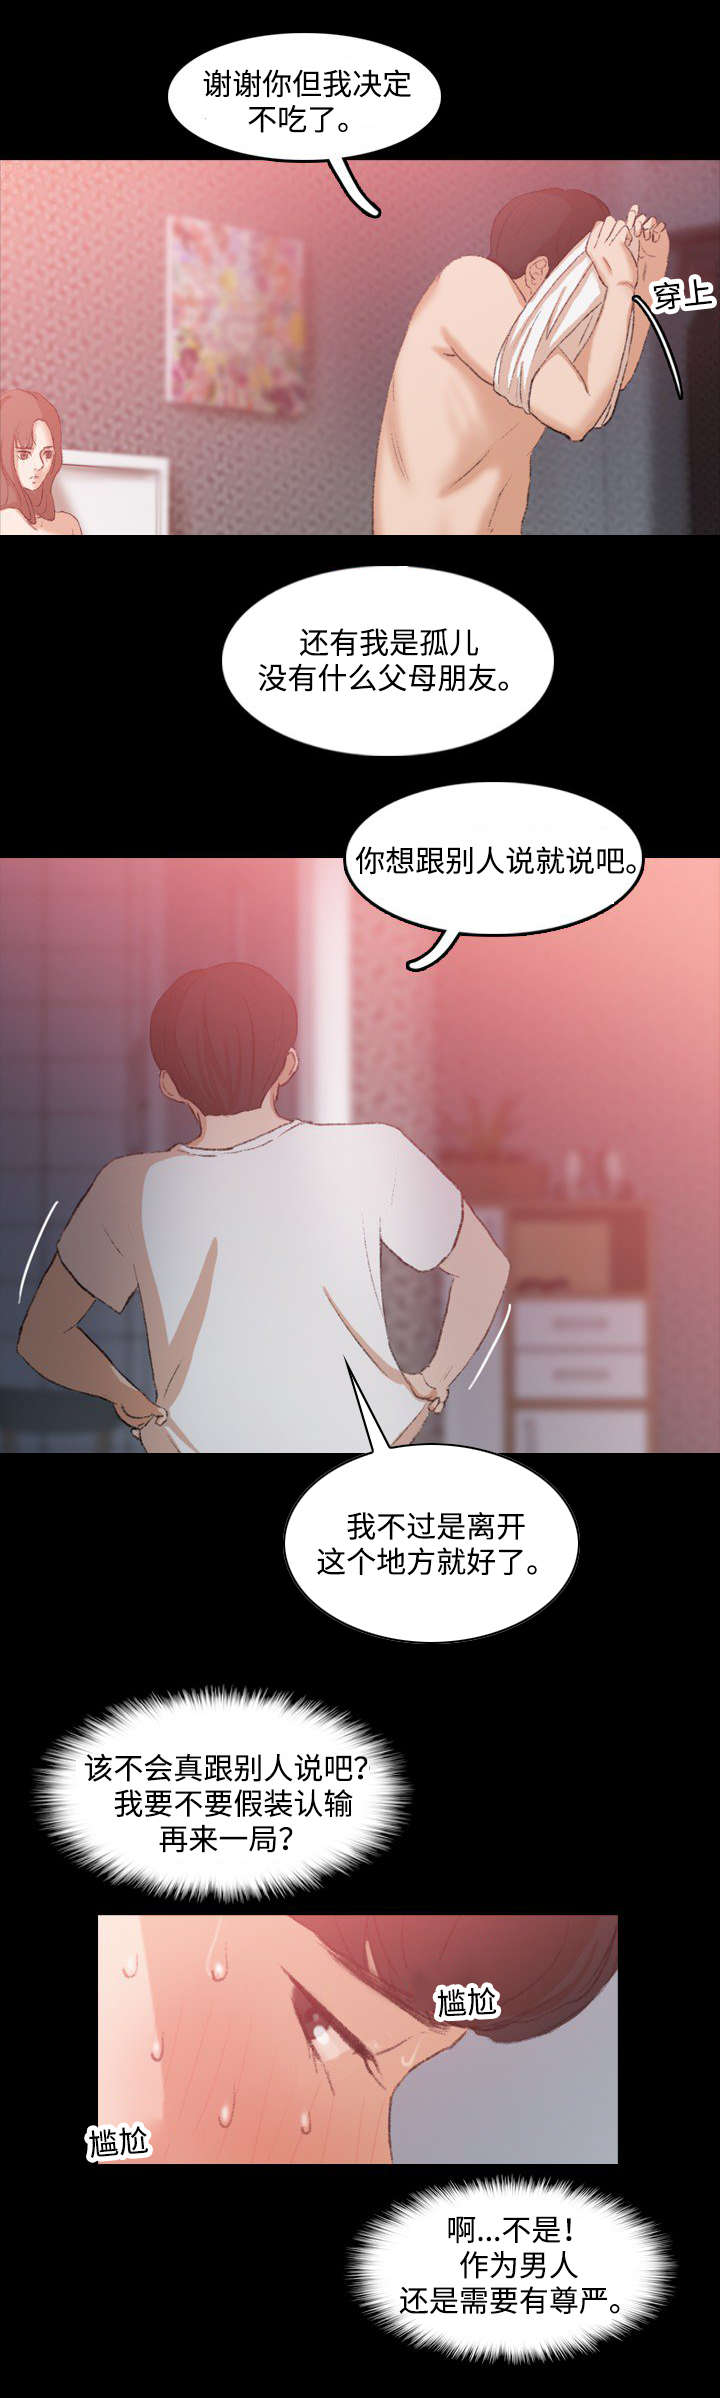 谢谢你但我决定
不吃了。
穿上
还有我是孤儿
没有什么父母朋友。
你想跟别人说就说吧。
我不过是离开
这个地方就好了。
该不会真跟别人说吧？
我要不要假装认输
再来一局？
尴尬
尴尬
啊...不是！
作为男人
还是需要有尊严。